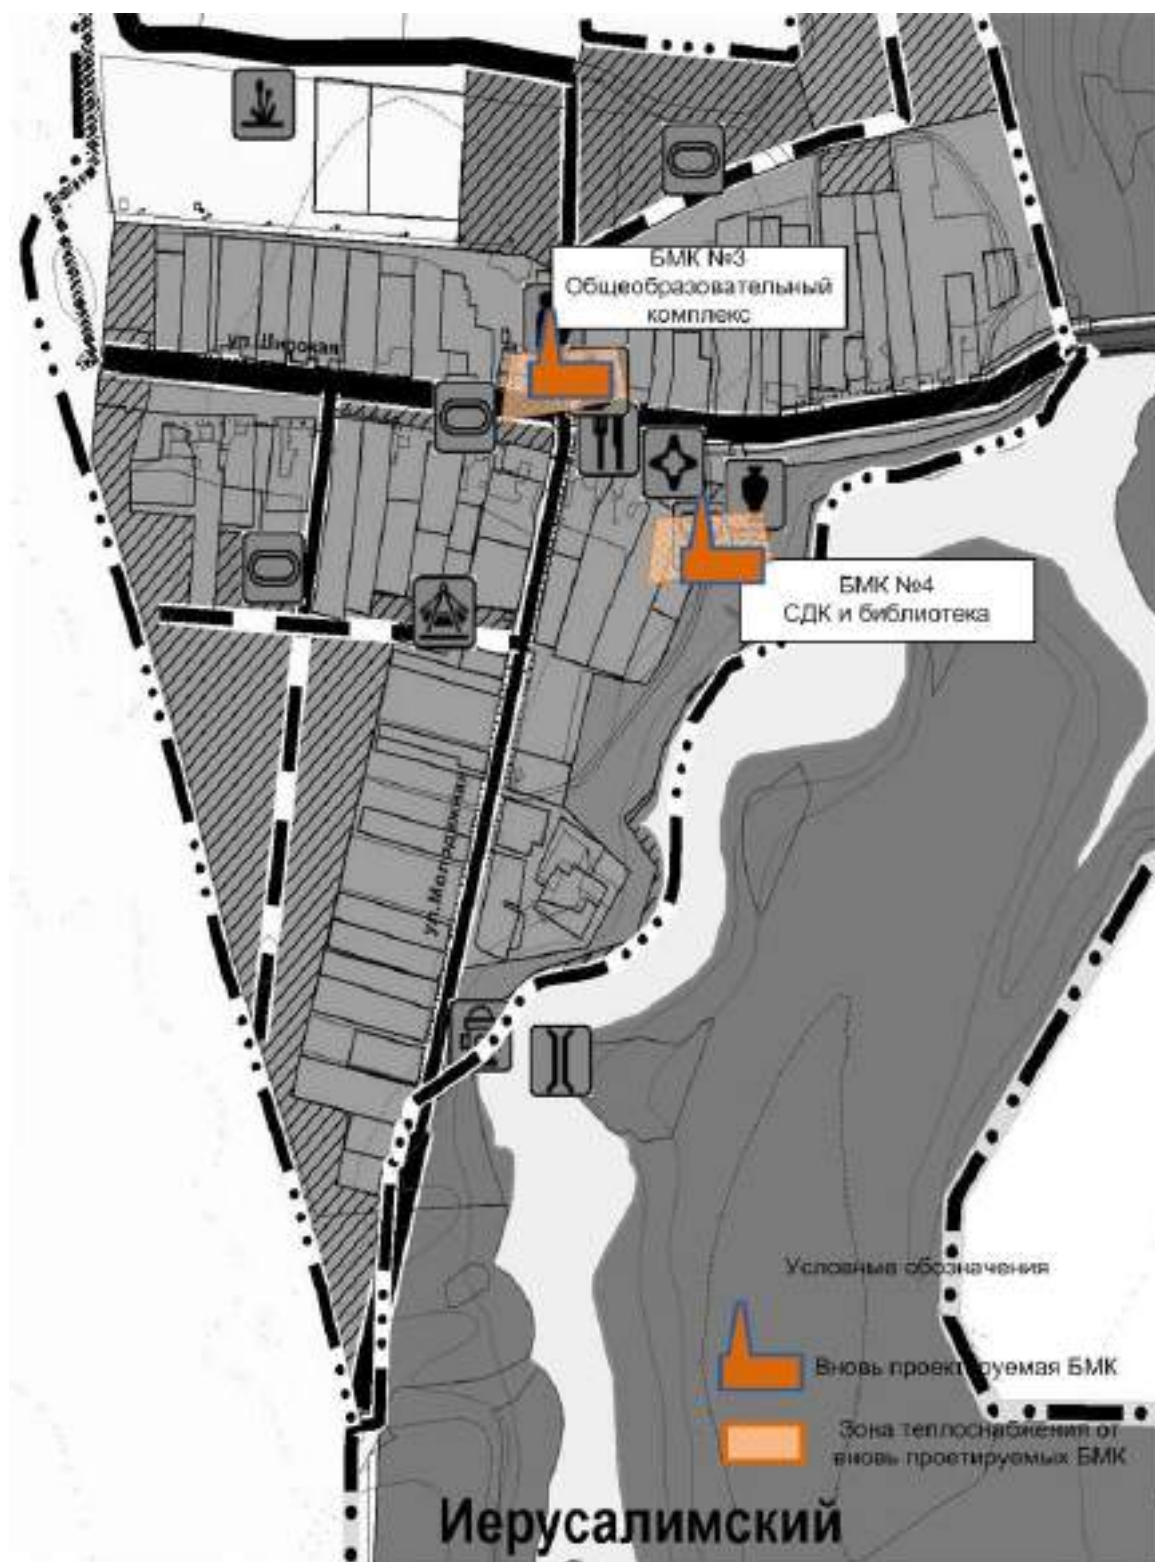 БМК №3
Общеобразовательный
комплекс
ул.Широкая
БМК №4
СДК и библиотека
ул.Молодежная
Условные обозначения
Вновь проектируемая БМК
Зона теплоснабжения от
вновь проетируемых БМК
Иерусалимский